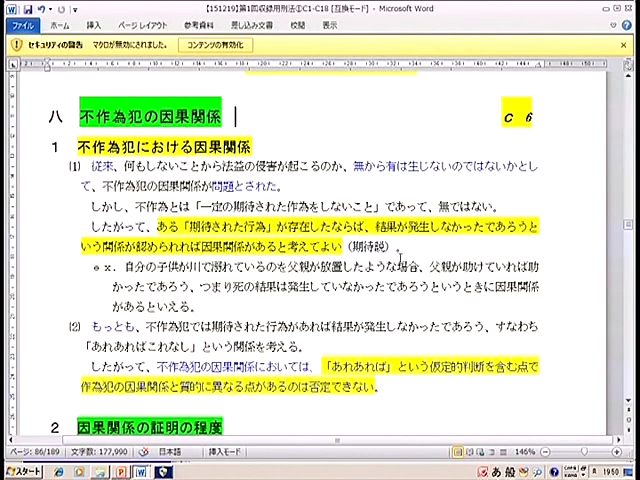 【151219】第1回収録用刑法①C1-C18 [互換モード] - Microsoft Word
ファイル ホーム 挿入 ページ レイアウト 参考資料 差し込み文書 校閲 表示
セキュリティの警告 マクロが無効にされました。 コンテンツの有効化
八 不作為犯の因果関係 C 6
1 不作為犯における因果関係
(1) 従来、何もしないことから法益の侵害が起こるのか、無から有は生じないのではないかとし
て、不作為犯の因果関係が問題とされた。
しかし、不作為とは「一定の期待された作為をしないこと」であって、無ではない。
したがって、ある「期待された行為」が存在したならば、結果が発生しなかったであろうと
いう関係が認められれば因果関係があると考えてよい（期待説）。
ex. 自分の子供が川で溺れているのを父親が放置したような場合、父親が助けていれば助
かったであろう、つまり死の結果は発生していなかったであろうというときに因果関係
があるといえる。
(2) もっとも、不作為犯では期待された行為があれば結果が発生しなかったであろう、すなわち
「あれあればこれなし」という関係を考える。
したがって、不作為犯の因果関係においては、「あれあれば」という仮定的判断を含む点で
作為犯の因果関係と質的に異なる点があるのは否定できない。
2 因果関係の証明の程度
ページ: 86/189 文字数: 177,990 日本語 挿入モード 146%
スタート あ 般 1950